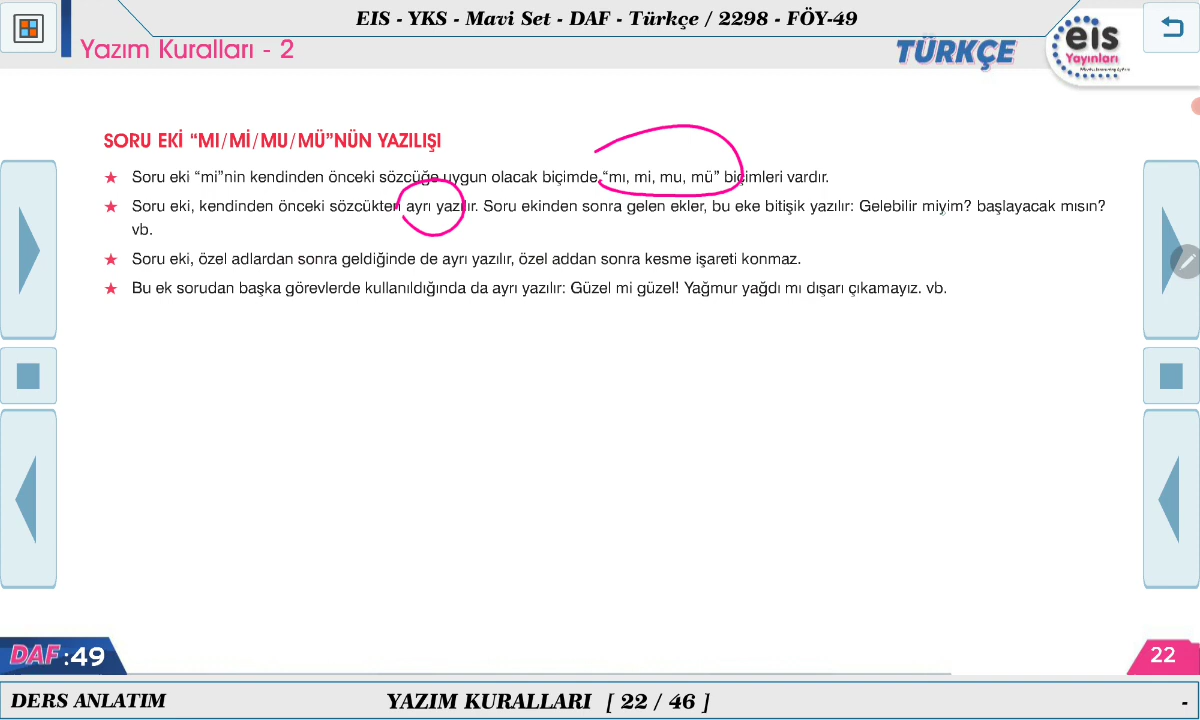 EIS - YKS - Mavi Set - DAF - Türkçe / 2298 - FÖY-49
Yazım Kuralları - 2
TÜRKÇE
eis
Yayınları
SORU EKİ “MI/Mİ/MU/MÜ”NÜN YAZILIŞI
★ Soru eki “mi”nin kendinden önceki sözcüğe uygun olacak biçimde “mı, mi, mu, mü” biçimleri vardır.
★ Soru eki, kendinden önceki sözcükten ayrı yazılır. Soru ekinden sonra gelen ekler, bu eke bitişik yazılır: Gelebilir miyim? başlayacak mısın?
vb.
★ Soru eki, özel adlardan sonra geldiğinde de ayrı yazılır, özel addan sonra kesme işareti konmaz.
★ Bu ek sorudan başka görevlerde kullanıldığında da ayrı yazılır: Güzel mi güzel! Yağmur yağdı mı dışarı çıkamayız. vb.
DAF :49
22
DERS ANLATIM
YAZIM KURALLARI [ 22 / 46 ]
-